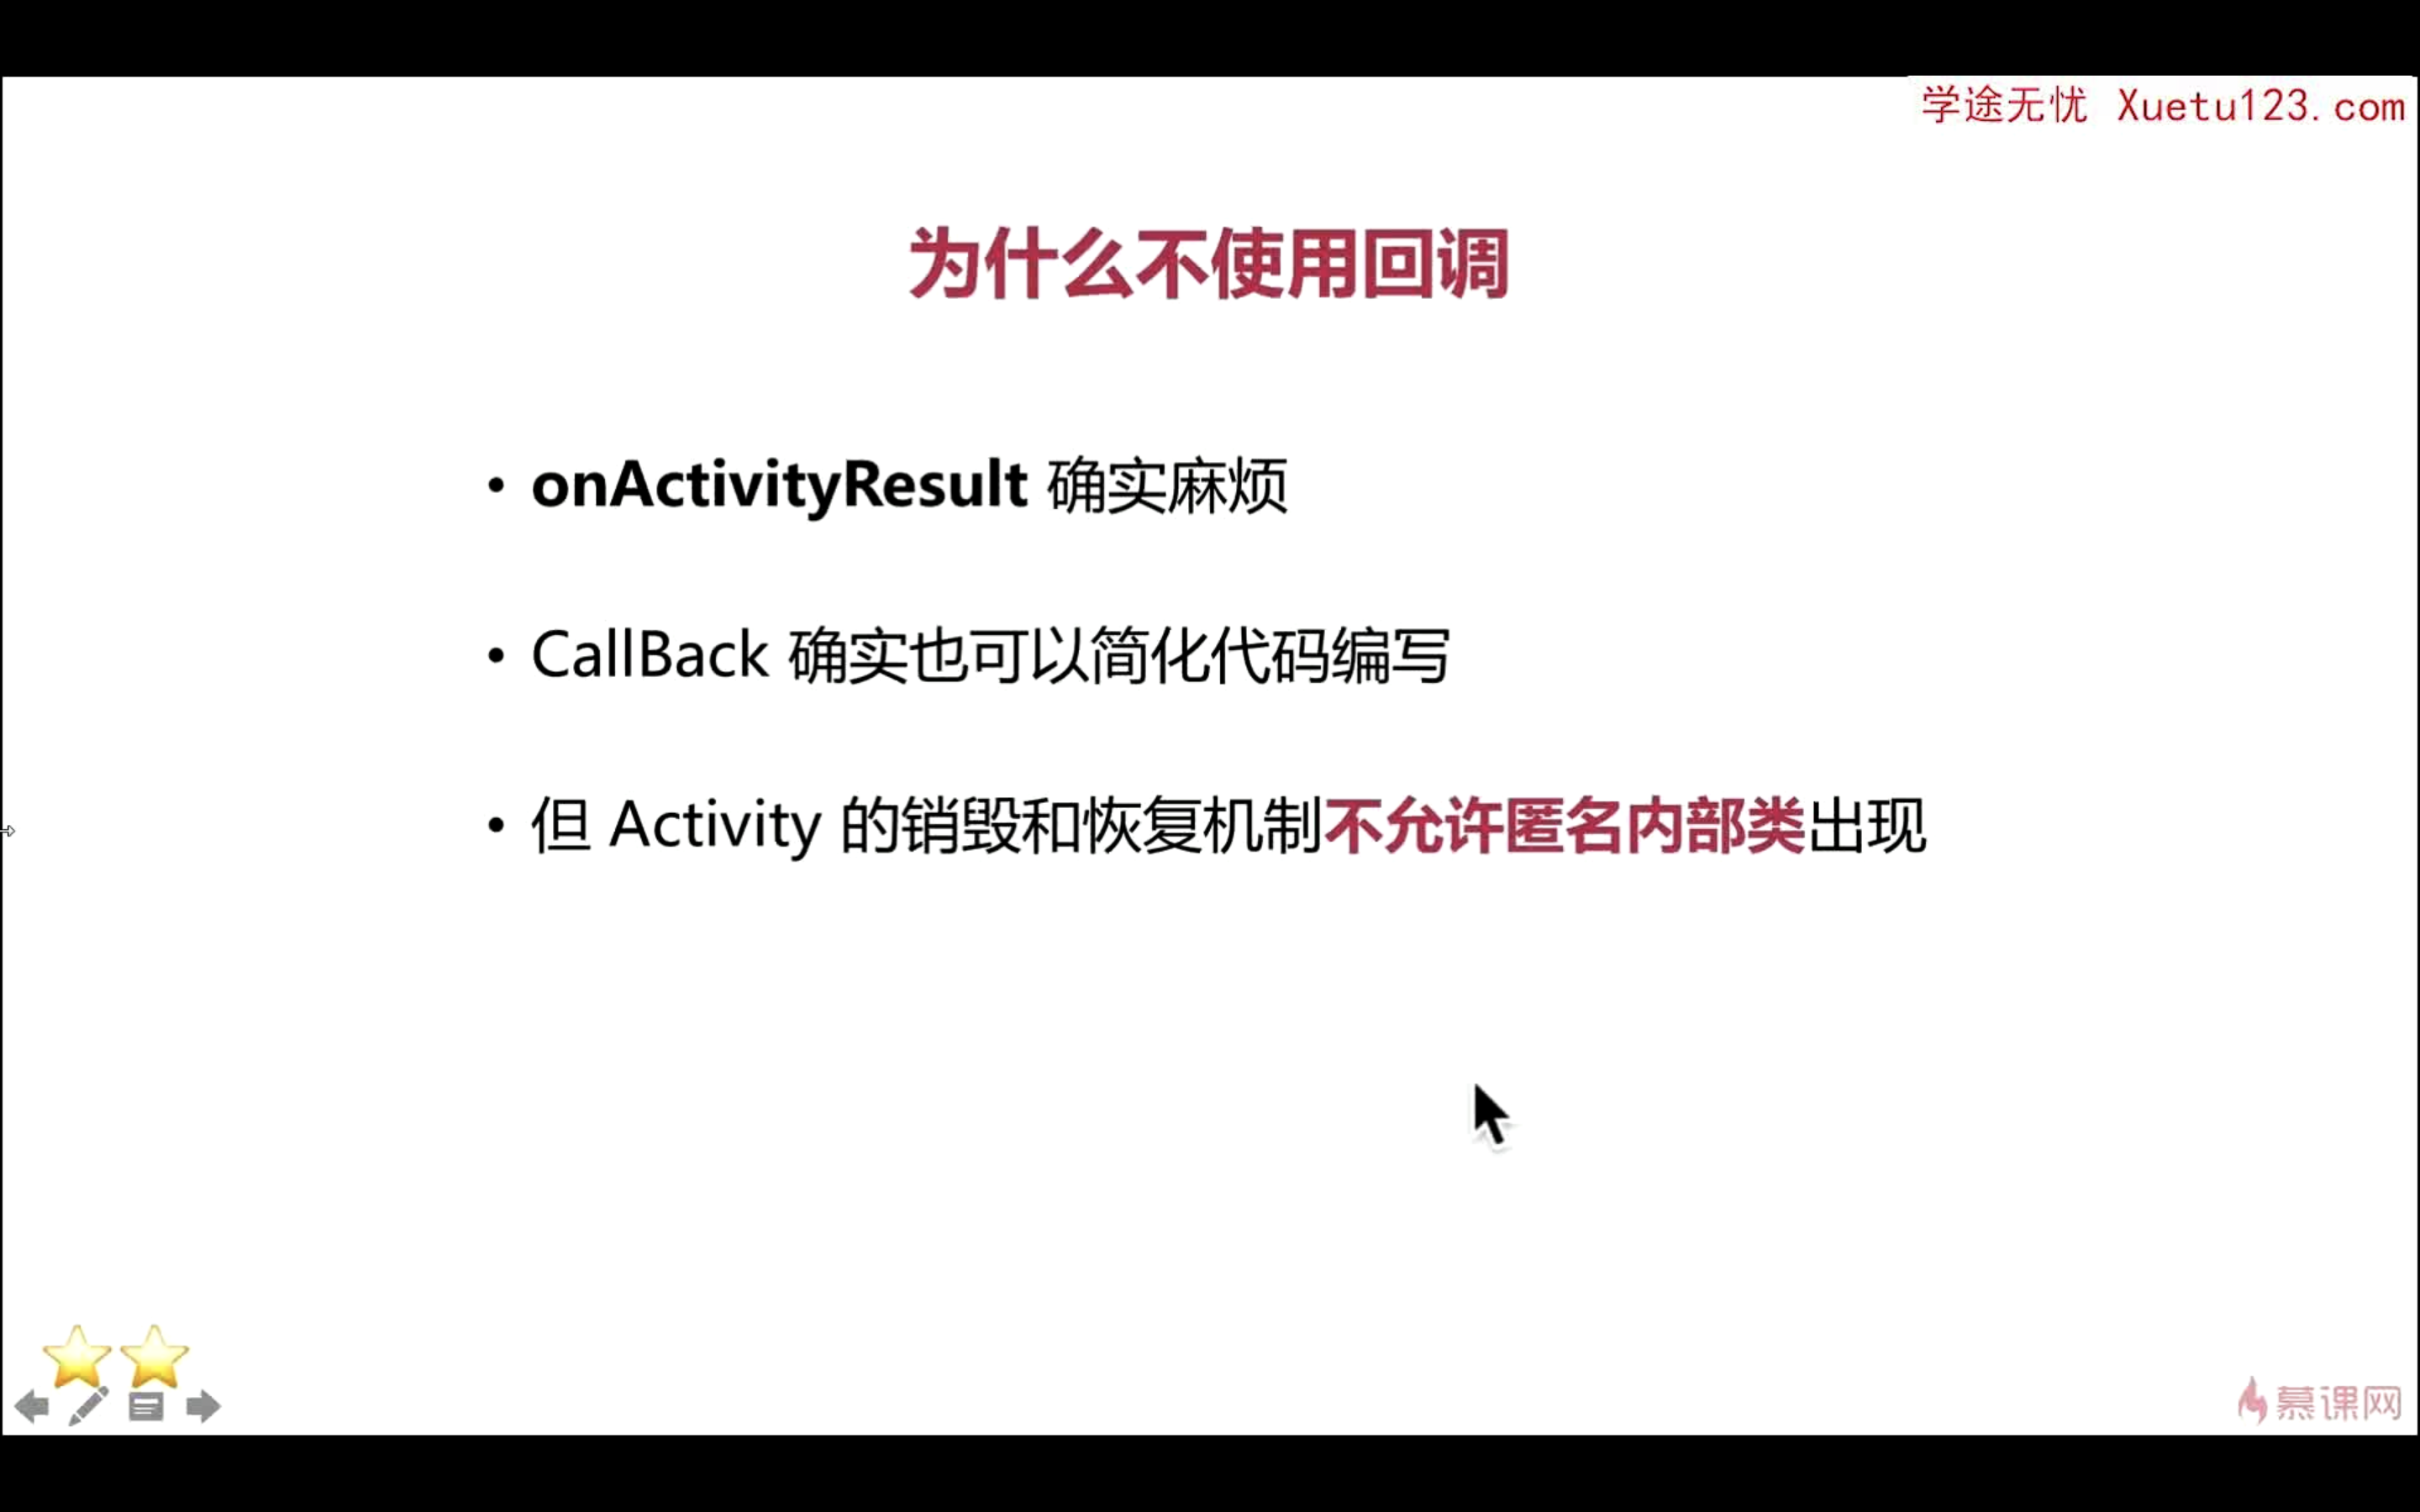 学途无忧 Xuetu123.com
为什么不使用回调
• onActivityResult 确实麻烦
• CallBack 确实也可以简化代码编写
• 但 Activity 的销毁和恢复机制不允许匿名内部类出现
慕课网